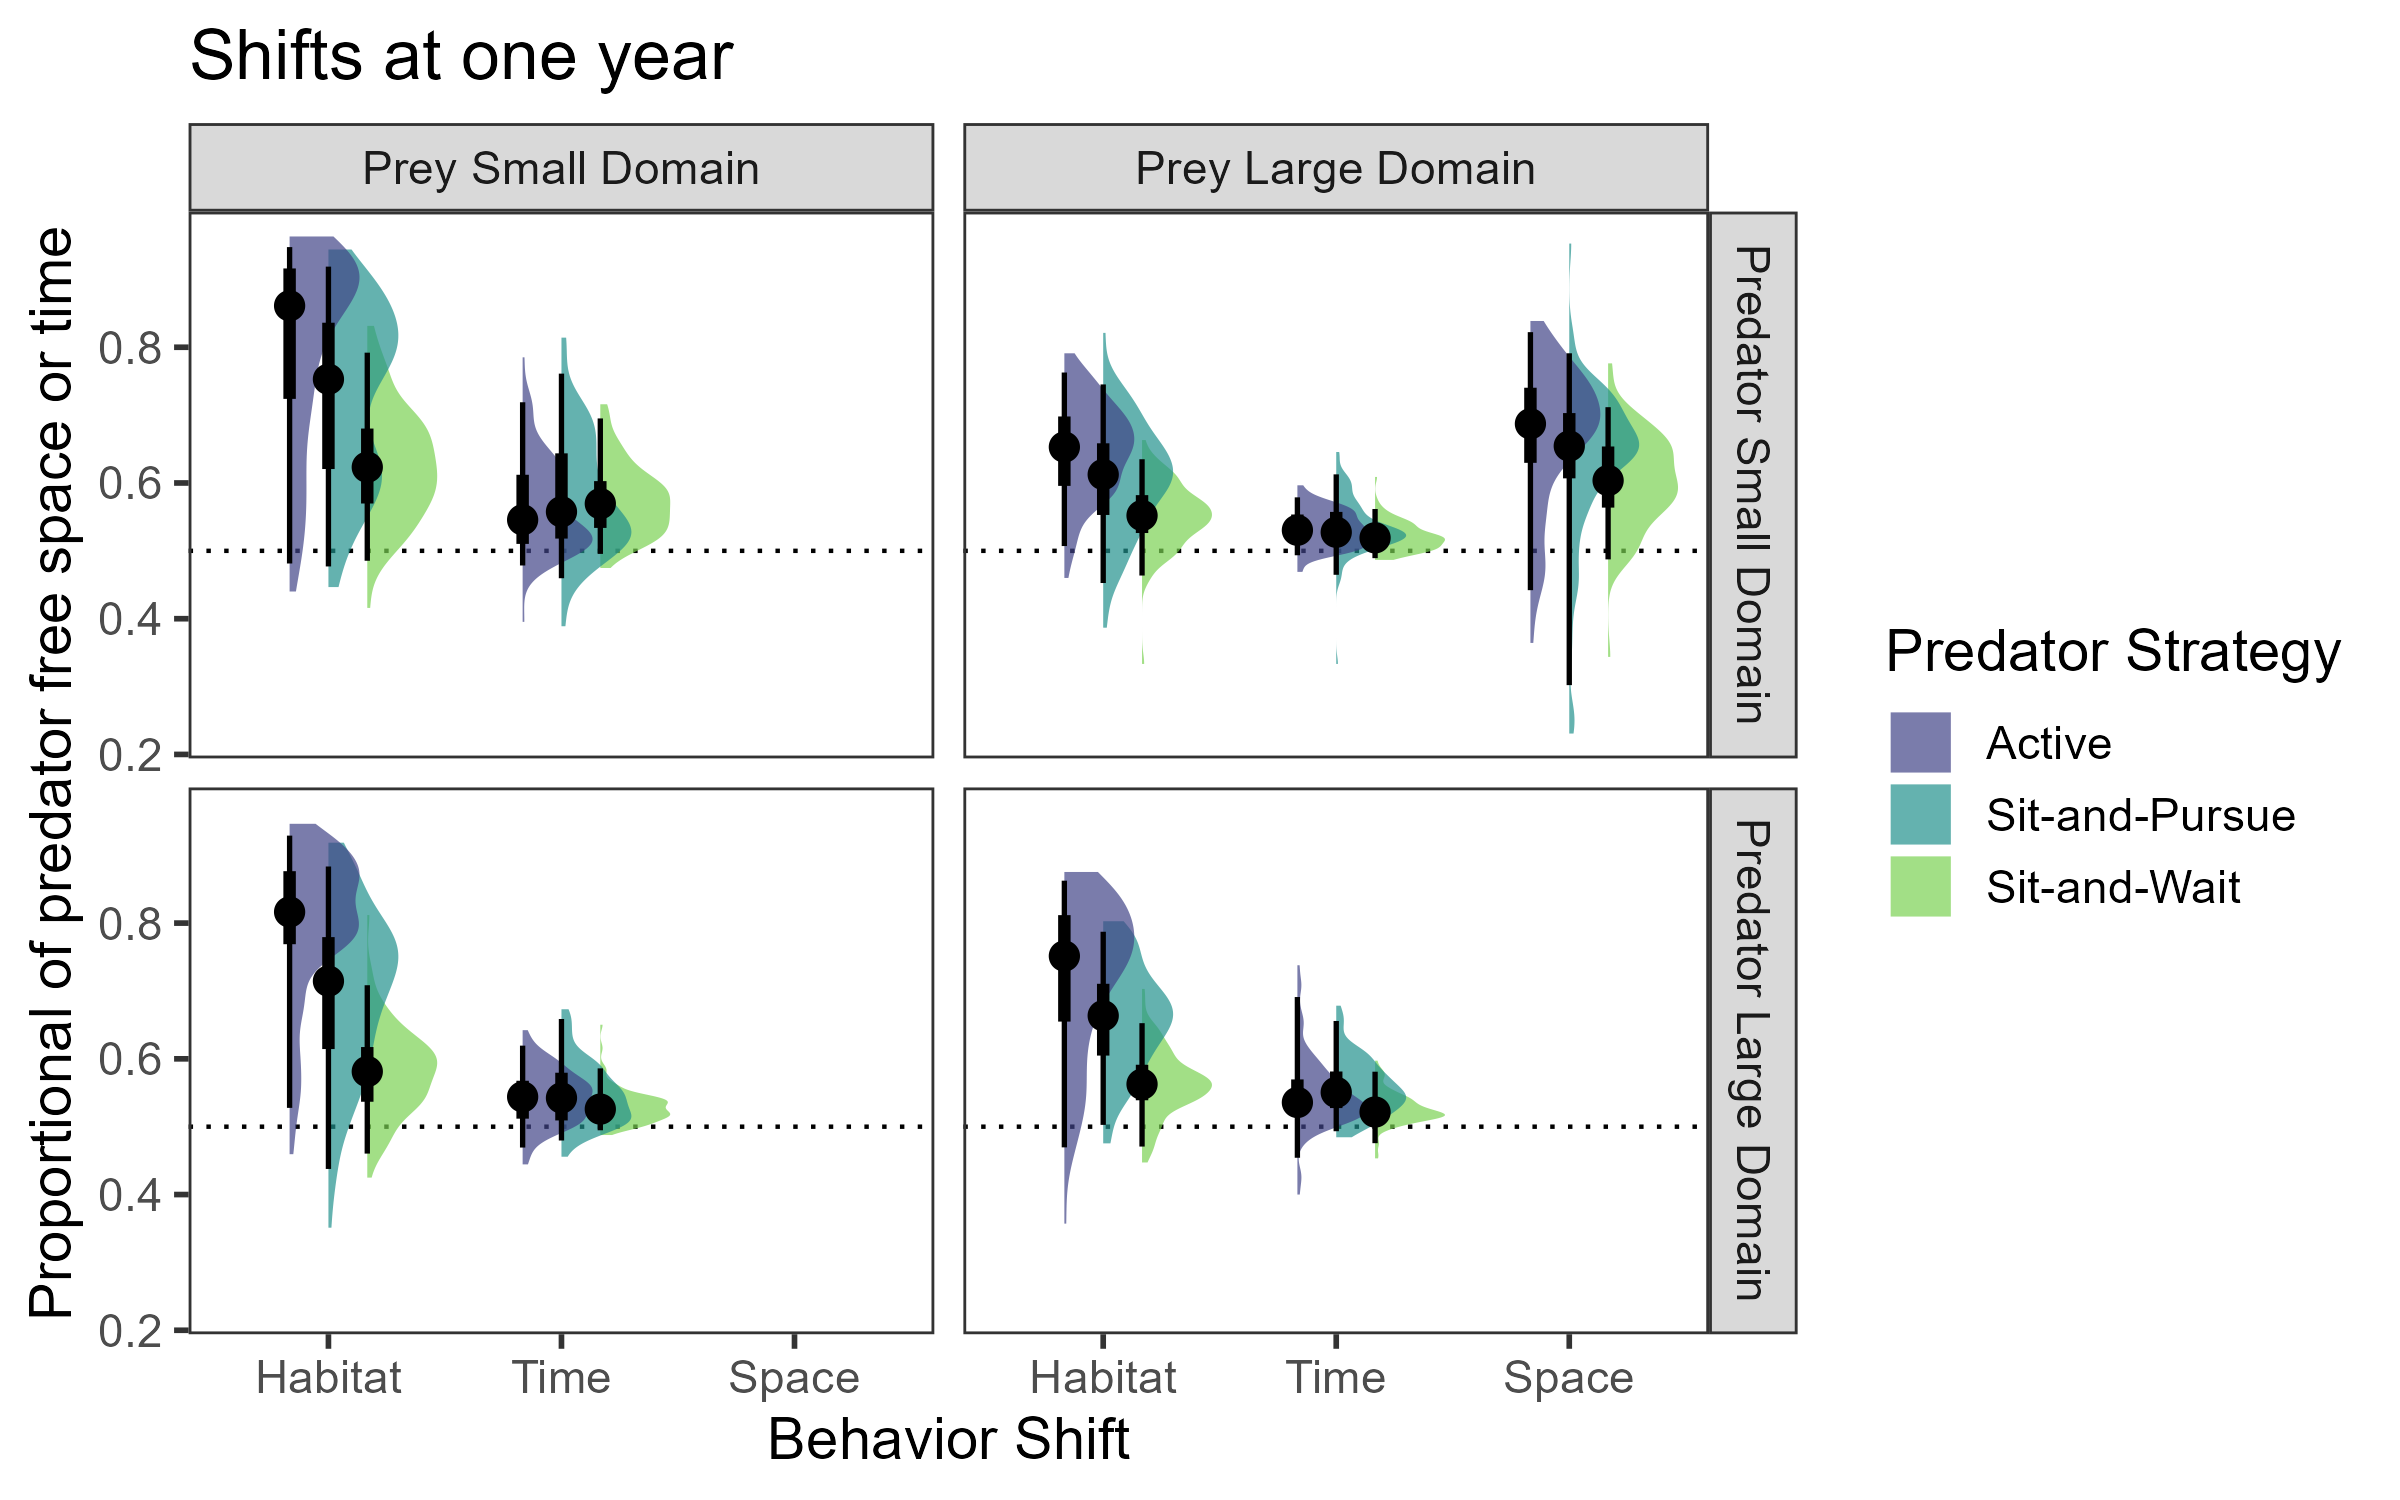 Shifts at one year
Prey Small Domain
Prey Large Domain
Proportional of predator free space or time
0.8
0.6
0.4
0.2
Predator Small Domain
0.8
0.6
0.4
0.2
Predator Large Domain
Habitat
Time
Space
Habitat
Time
Space
Behavior Shift
Predator Strategy
Active
Sit-and-Pursue
Sit-and-Wait